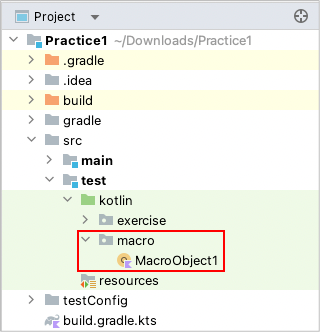 Project
Practice1 ~/Downloads/Practice1
.gradle
.idea
build
gradle
src
main
test
kotlin
exercise
macro
MacroObject1
resources
testConfig
build.gradle.kts